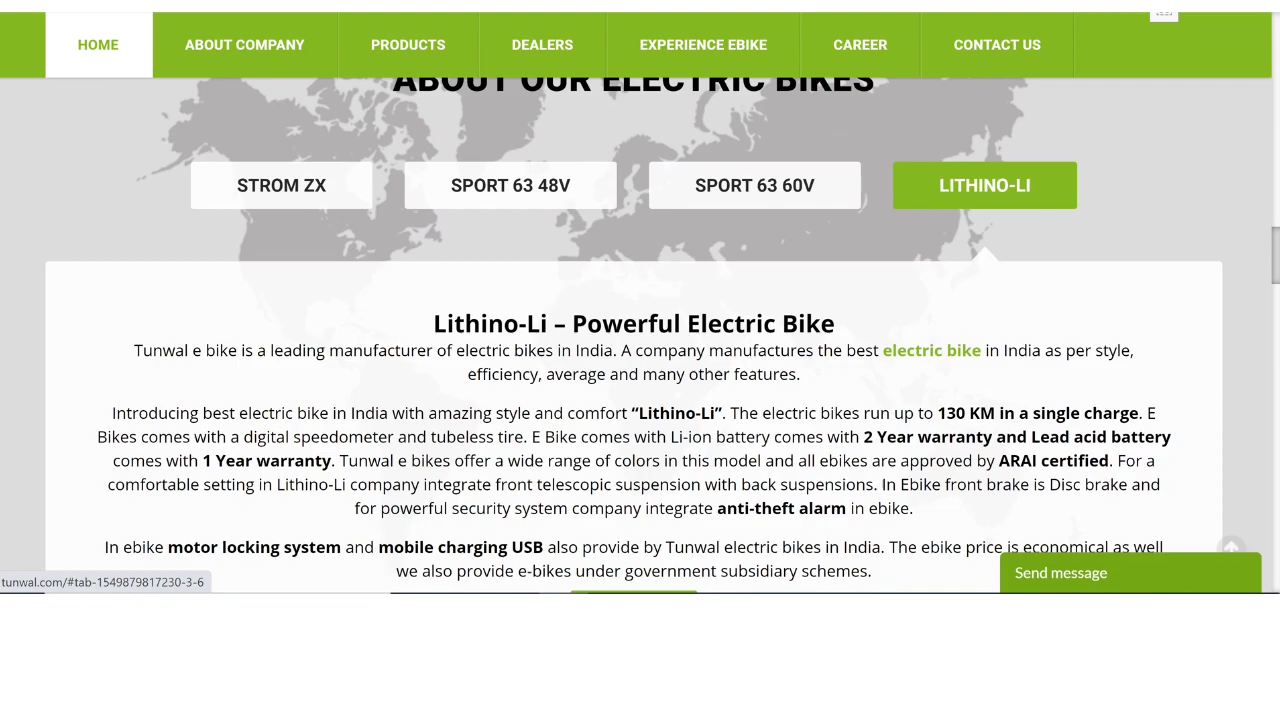 HOME
ABOUT COMPANY
PRODUCTS
DEALERS
EXPERIENCE EBIKE
CAREER
CONTACT US
ABOUT OUR ELECTRIC BIKES
STROM ZX
SPORT 63 48V
SPORT 63 60V
LITHINO-LI
Lithino-Li – Powerful Electric Bike
Tunwal e bike is a leading manufacturer of electric bikes in India. A company manufactures the best electric bike in India as per style,
efficiency, average and many other features.
Introducing best electric bike in India with amazing style and comfort “Lithino-Li”. The electric bikes run up to 130 KM in a single charge. E
Bikes comes with a digital speedometer and tubeless tire. E Bike comes with Li-ion battery comes with 2 Year warranty and Lead acid battery
comes with 1 Year warranty. Tunwal e bikes offer a wide range of colors in this model and all ebikes are approved by ARAI certified. For a
comfortable setting in Lithino-Li company integrate front telescopic suspension with back suspensions. In Ebike front brake is Disc brake and
for powerful security system company integrate anti-theft alarm in ebike.
In ebike motor locking system and mobile charging USB also provide by Tunwal electric bikes in India. The ebike price is economical as well
we also provide e-bikes under government subsidiary schemes.
Send message
tunwal.com/#tab-1549879817230-3-6